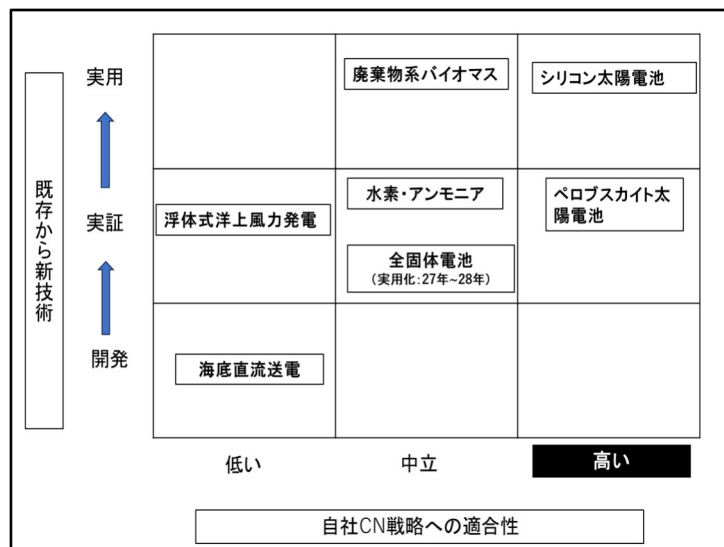 既存から新技術
実用
実証
開発
廃棄物系バイオマス
シリコン太陽電池
浮体式洋上風力発電
水素・アンモニア
全固体電池
(実用化:27年~28年)
ペロブスカイト太
陽電池
海底直流送電
低い
中立
高い
自社CN戦略への適合性